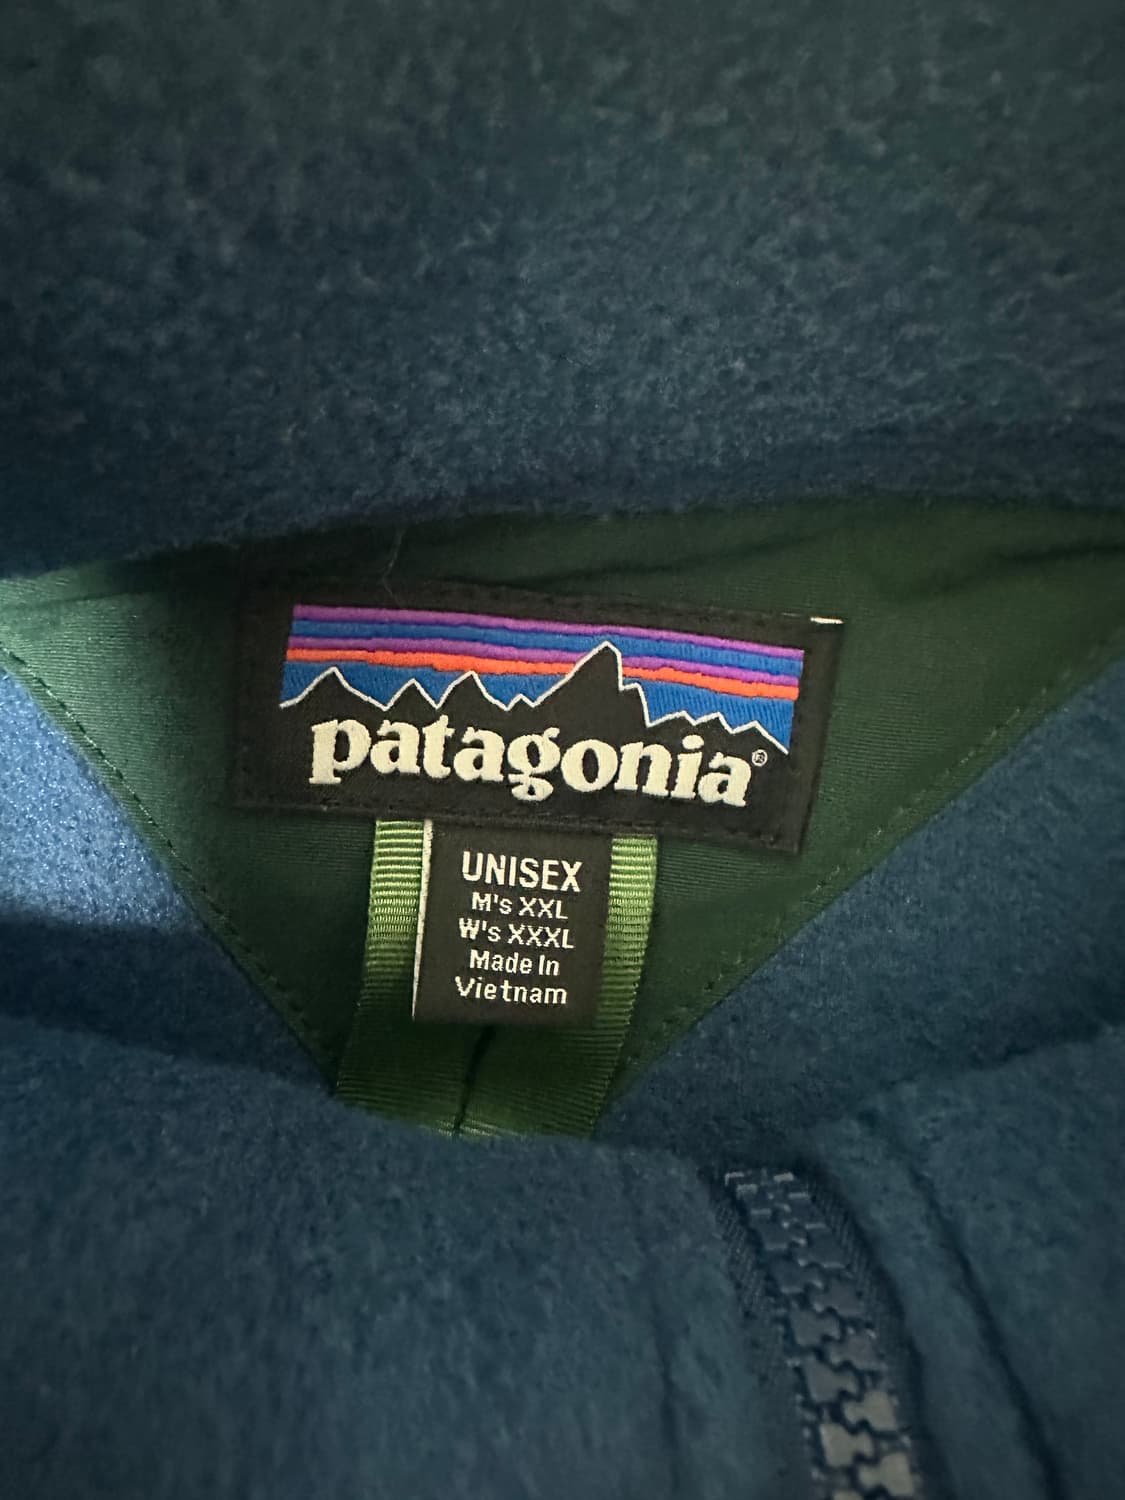 patagonia®
UNISEX
M's XXL
W's XXXL
Made In
Vietnam